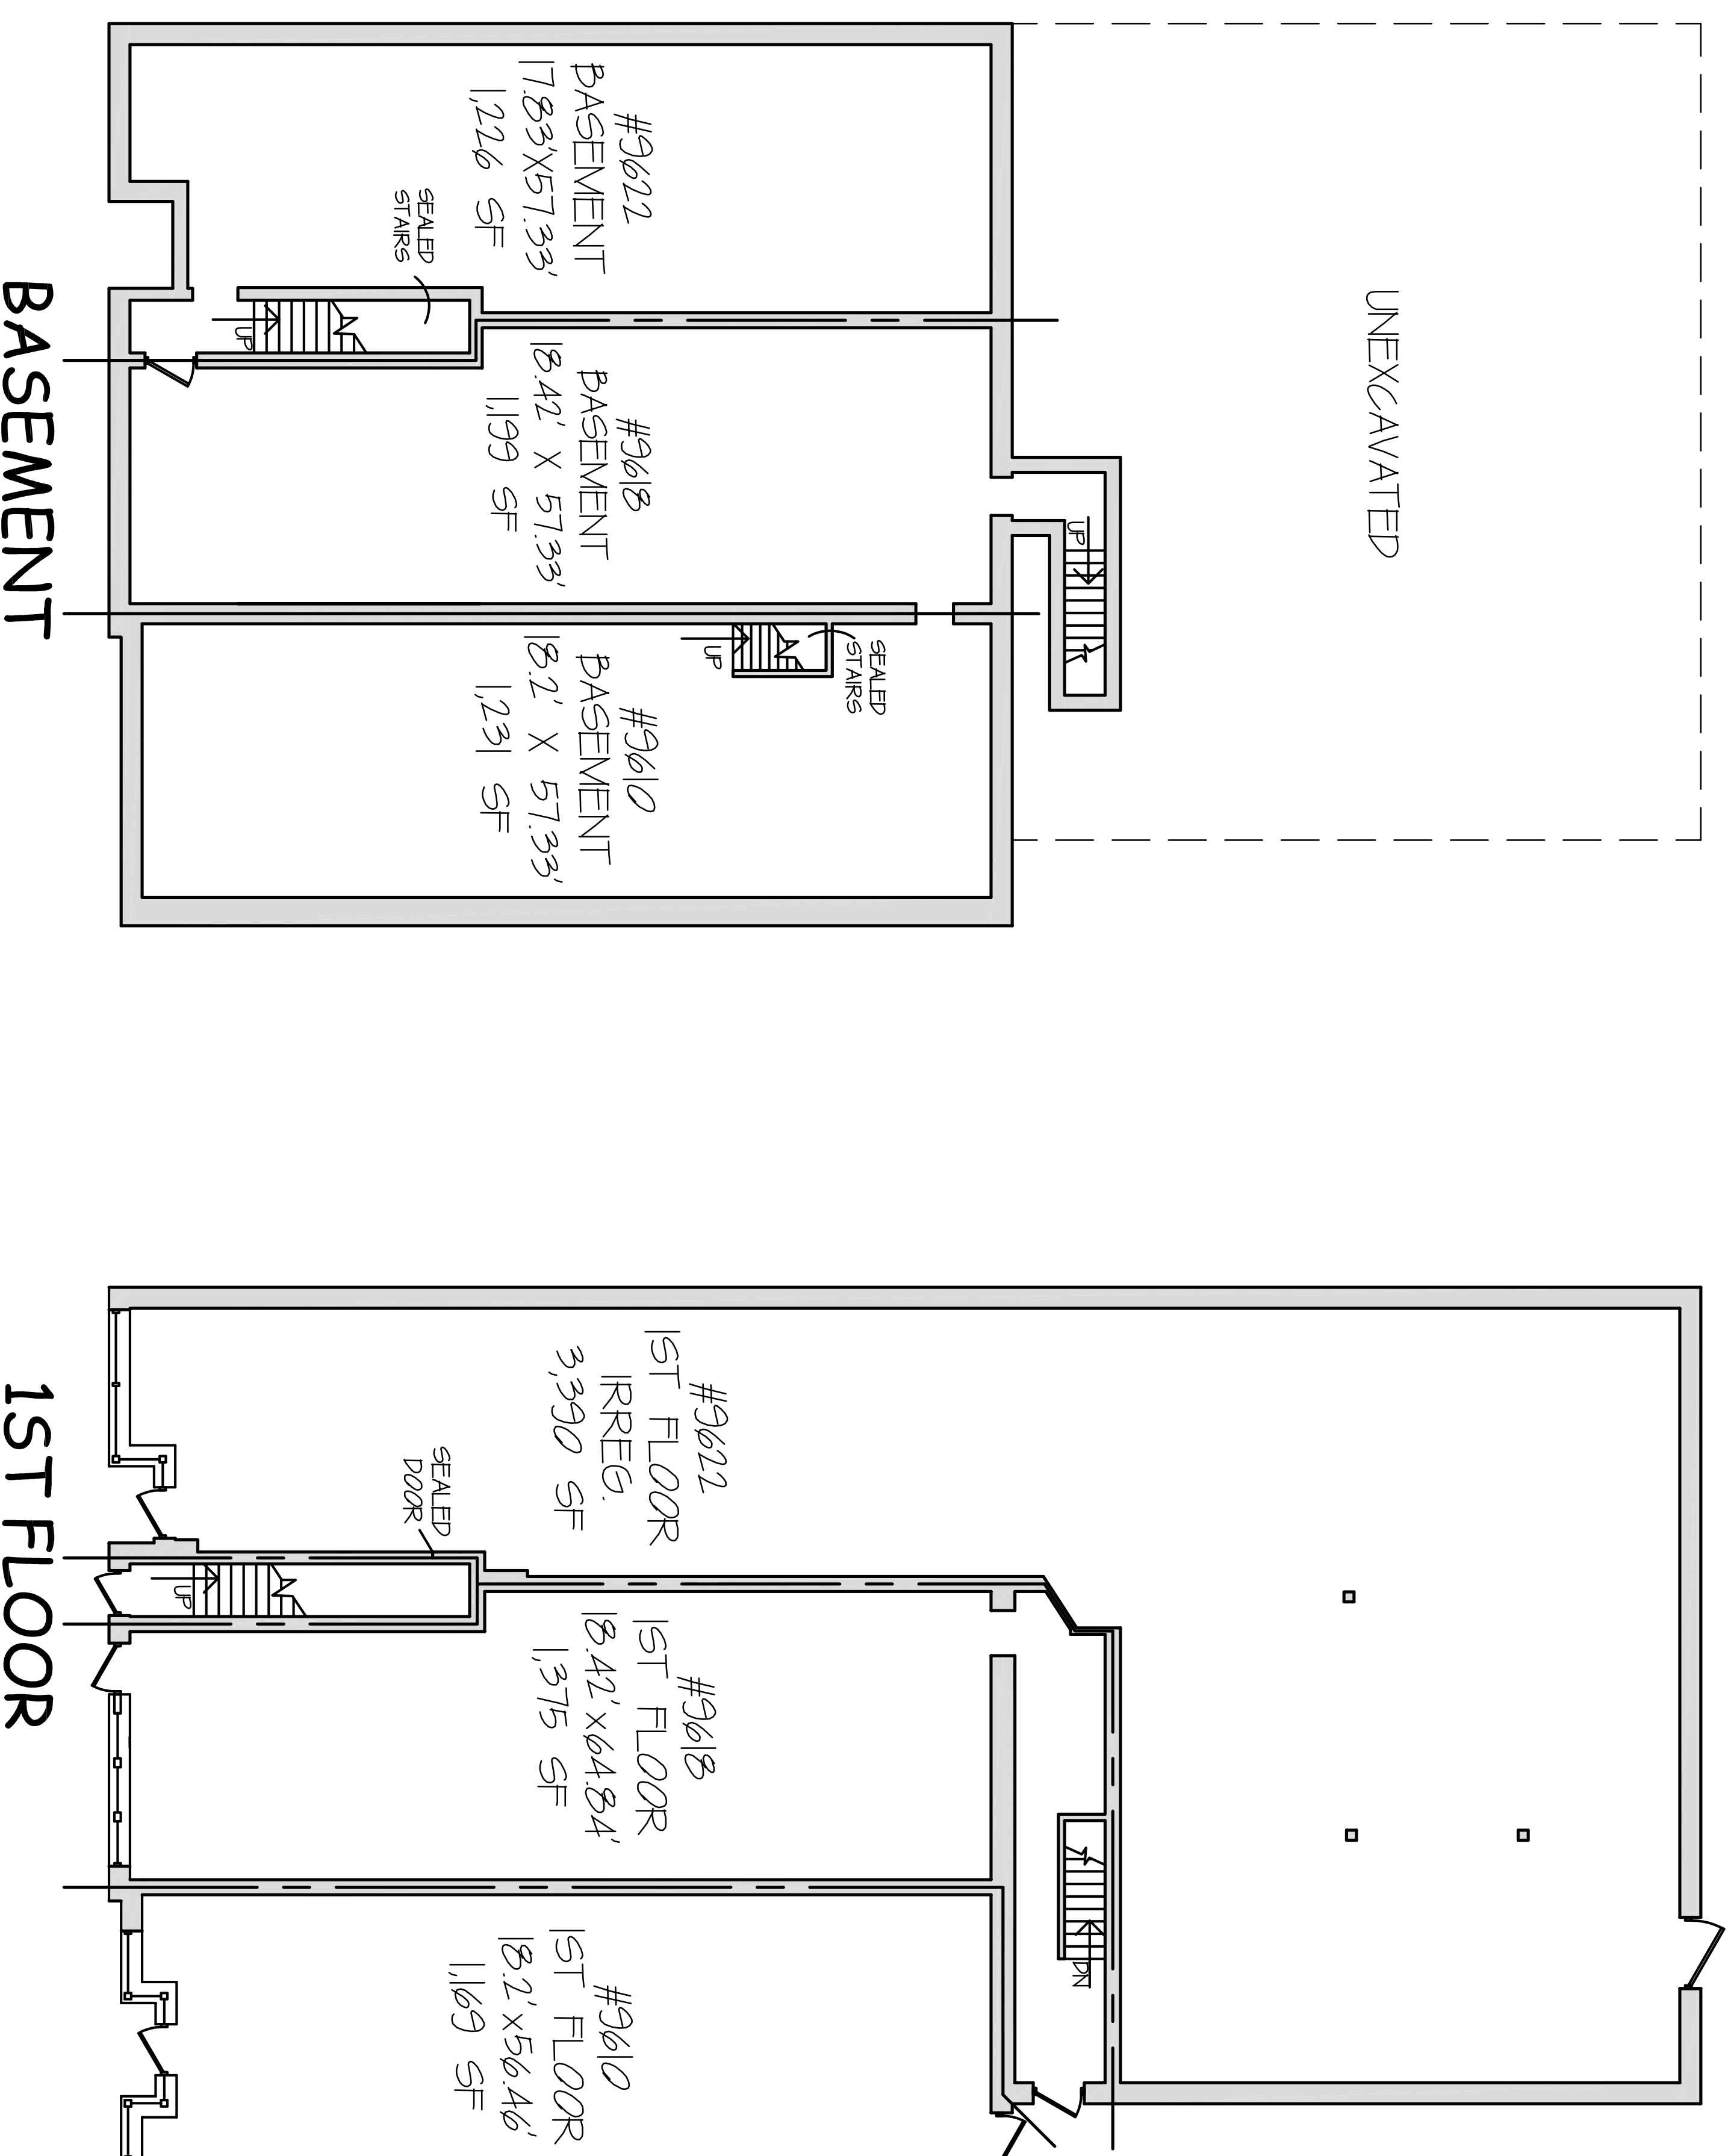 UNEXCAVATED
#9622
BASEMENT
17.83'X57.33'
1,226 SF
SEALED
STAIRS
UP
#9618
BASEMENT
18.42' X 57.33'
1,199 SF
UP
SEALED
STAIRS
UP
#9610
BASEMENT
18.2' X 57.33'
1,231 SF
BASEMENT
#9622
1ST FLOOR
IRREG.
3,390 SF
SEALED
DOOR
UP
#9618
1ST FLOOR
18.42'x64.84'
1,375 SF
DN
#9610
1ST FLOOR
18.2'x56.46'
1,169 SF
1ST FLOOR